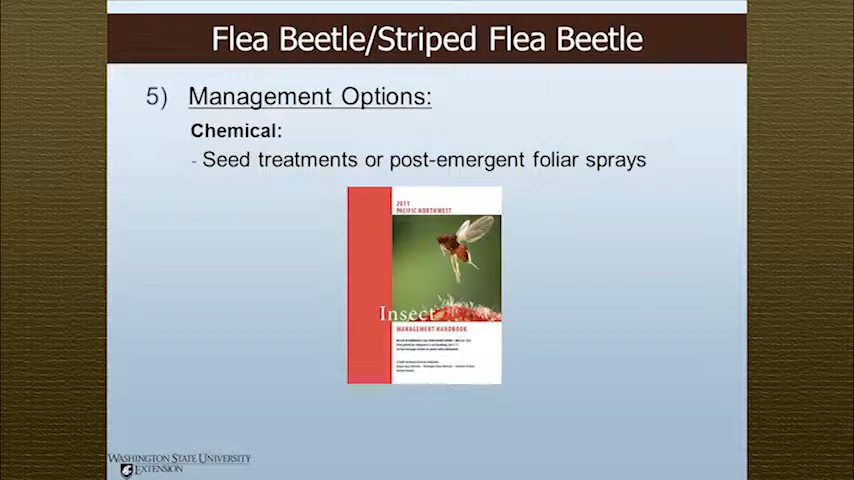 Flea Beetle/Striped Flea Beetle
5) Management Options:
Chemical:
- Seed treatments or post-emergent foliar sprays
2011
PACIFIC NORTHWEST
Insect
MANAGEMENT HANDBOOK
WASHINGTON STATE UNIVERSITY
EXTENSION